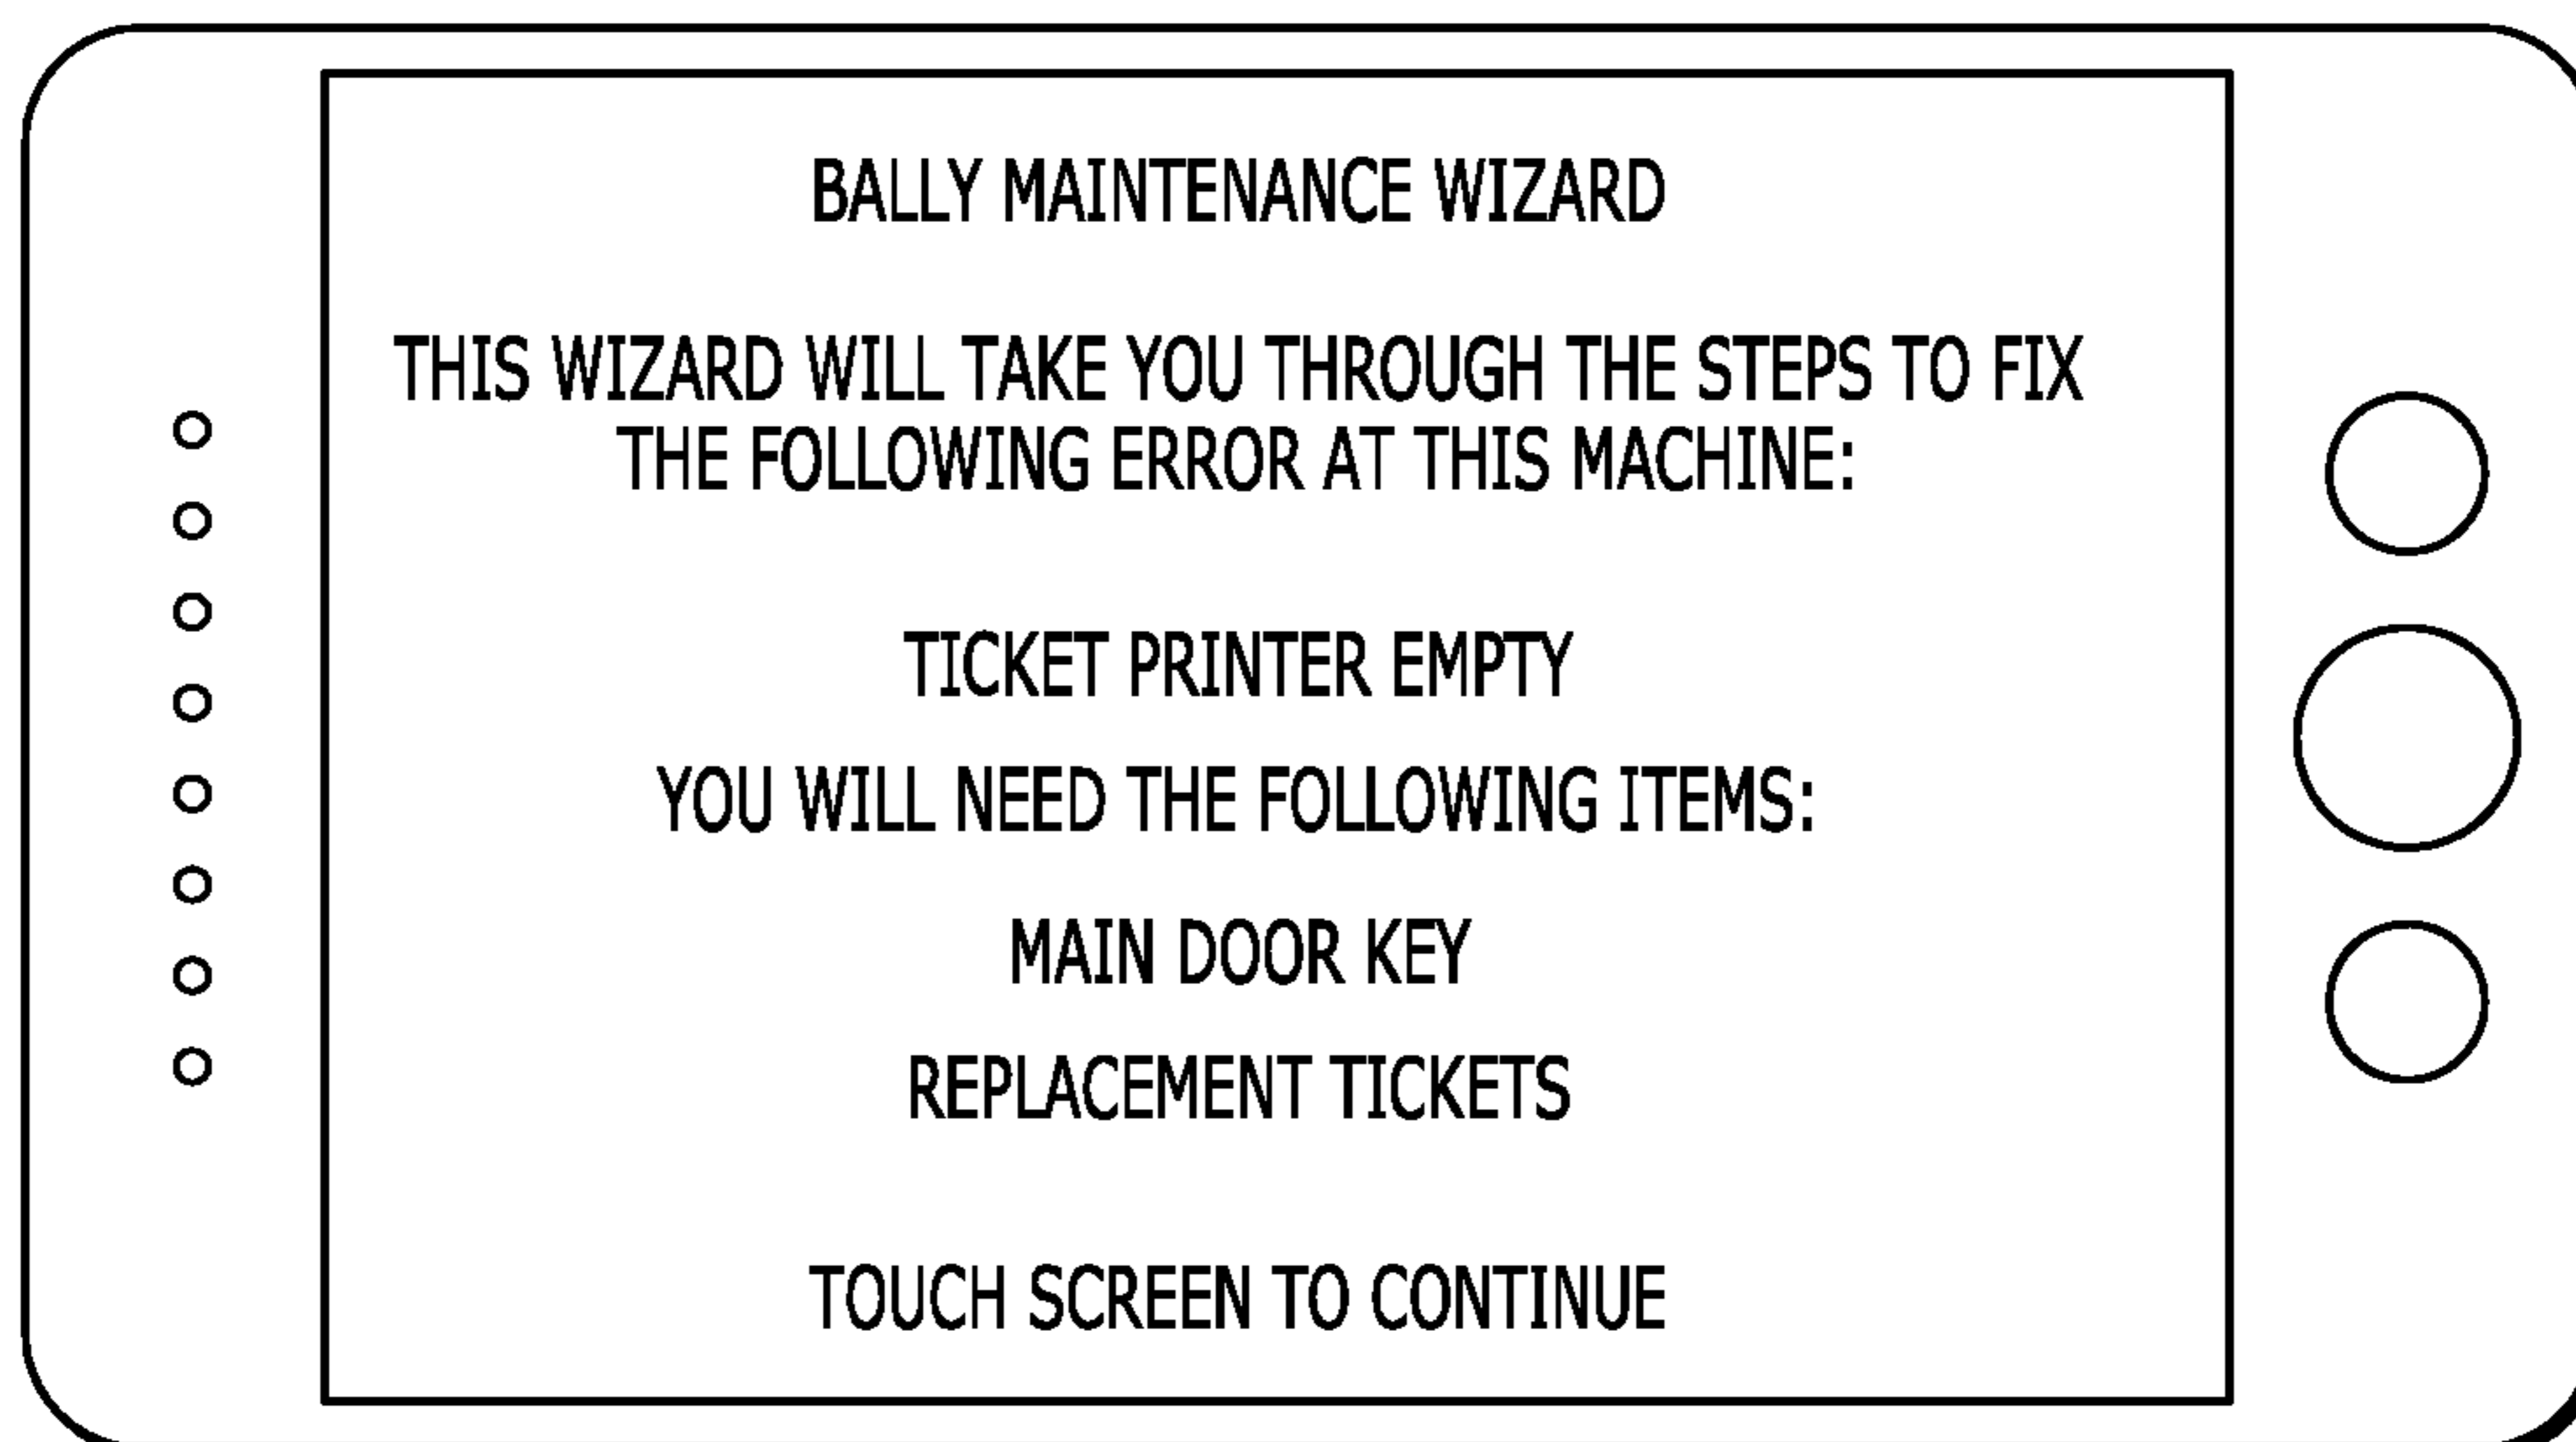 BALLY MAINTENANCE WIZARD
THIS WIZARD WILL TAKE YOU THROUGH THE STEPS TO FIX
THE FOLLOWING ERROR AT THIS MACHINE:
TICKET PRINTER EMPTY
YOU WILL NEED THE FOLLOWING ITEMS:
MAIN DOOR KEY
REPLACEMENT TICKETS
TOUCH SCREEN TO CONTINUE